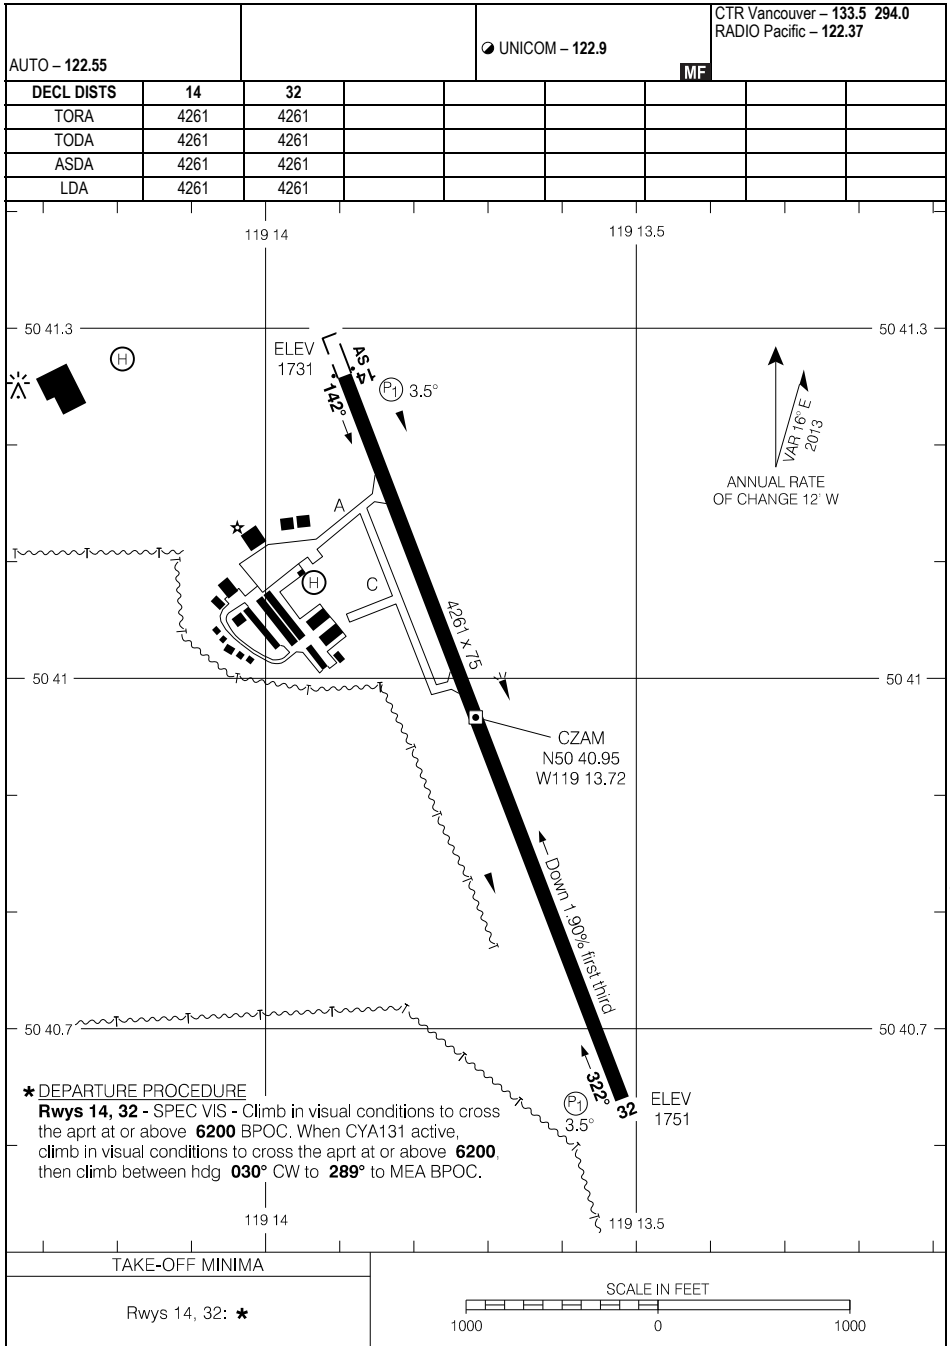 AUTO – 122.55
UNICOM – 122.9
MF
CTR Vancouver – 133.5 294.0
RADIO Pacific – 122.37
DECL DISTS 14 32
TORA 4261 4261
TODA 4261 4261
ASDA 4261 4261
LDA 4261 4261
119 14 119 13.5
50 41.3 50 41.3
H
ELEV
1731
AS
14
142°
P1 3.5°
VAR 16° E
2013
ANNUAL RATE
OF CHANGE 12' W
A
H
C
4261 x 75
50 41 50 41
CZAM
N50 40.95
W119 13.72
Down 1.90% first third
50 40.7 50 40.7
322°
32
P1
3.5°
ELEV
1751
* DEPARTURE PROCEDURE
Rwys 14, 32 - SPEC VIS - Climb in visual conditions to cross
the aprt at or above 6200 BPOC. When CYA131 active,
climb in visual conditions to cross the aprt at or above 6200,
then climb between hdg 030° CW to 289° to MEA BPOC.
119 14 119 13.5
TAKE-OFF MINIMA
Rwys 14, 32: *
SCALE IN FEET
1000 0 1000